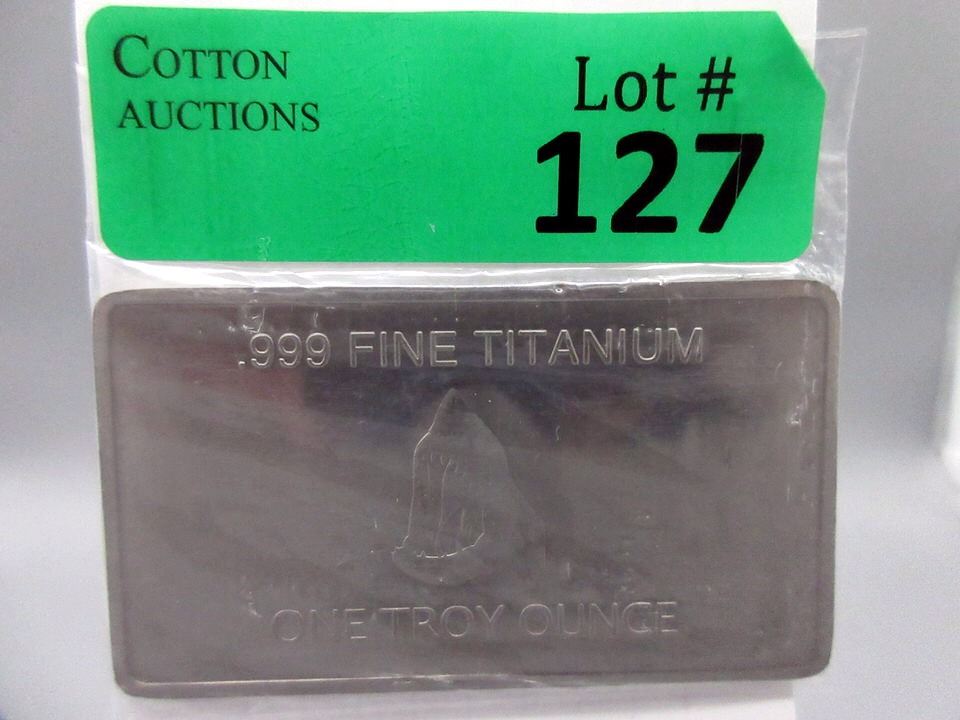 COTTON
AUCTIONS
Lot #
127
.999 FINE TITANIUM
ONE TROY OUNCE